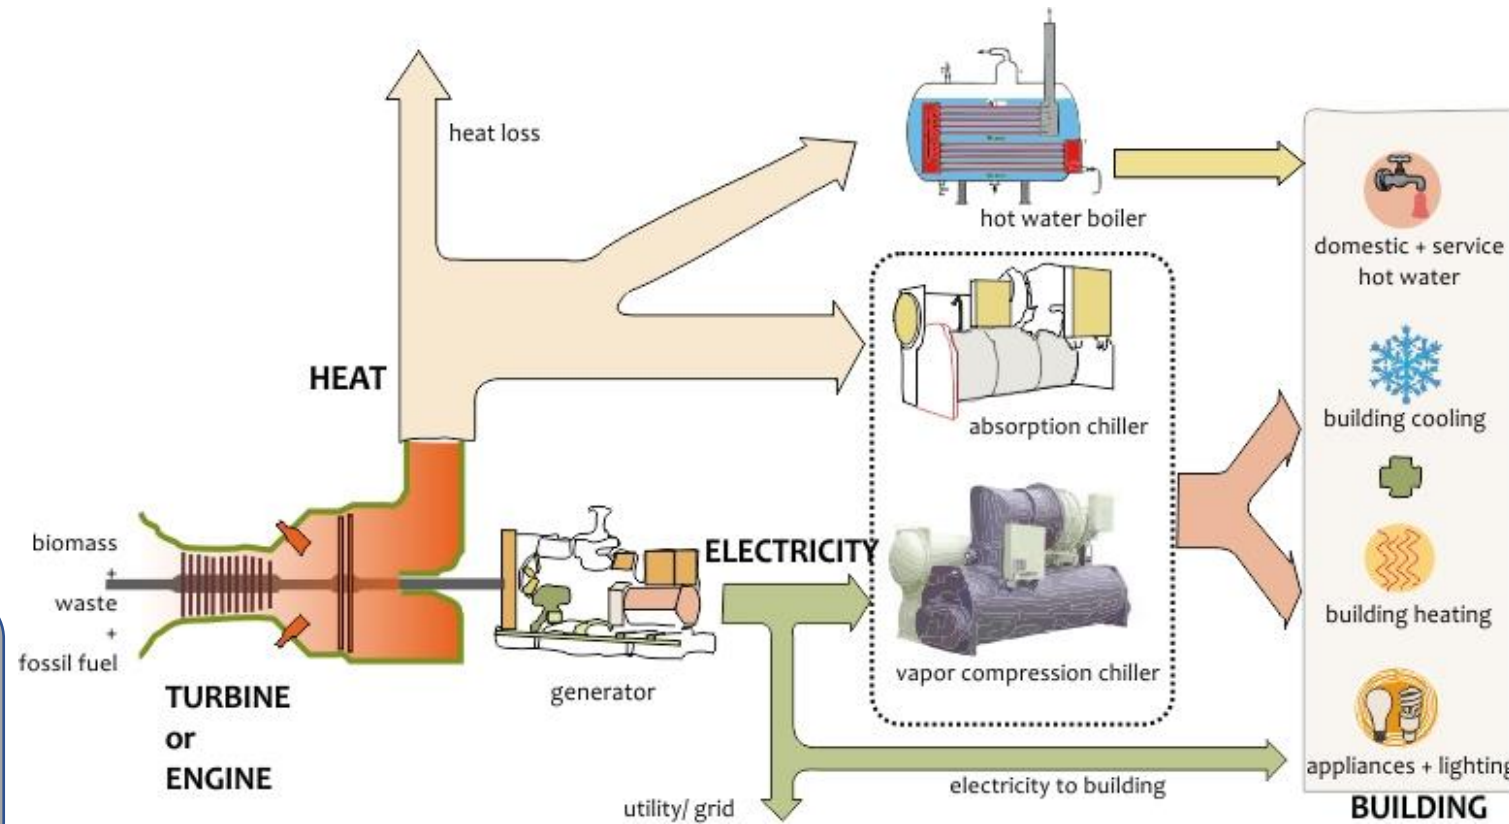 heat loss
hot water boiler
domestic + service
hot water
HEAT
absorption chiller
building cooling
biomass
+
waste
+
fossil fuel
ELECTRICITY
building heating
vapor compression chiller
generator
TURBINE
or
ENGINE
appliances + lighting
electricity to building
utility/ grid
BUILDING